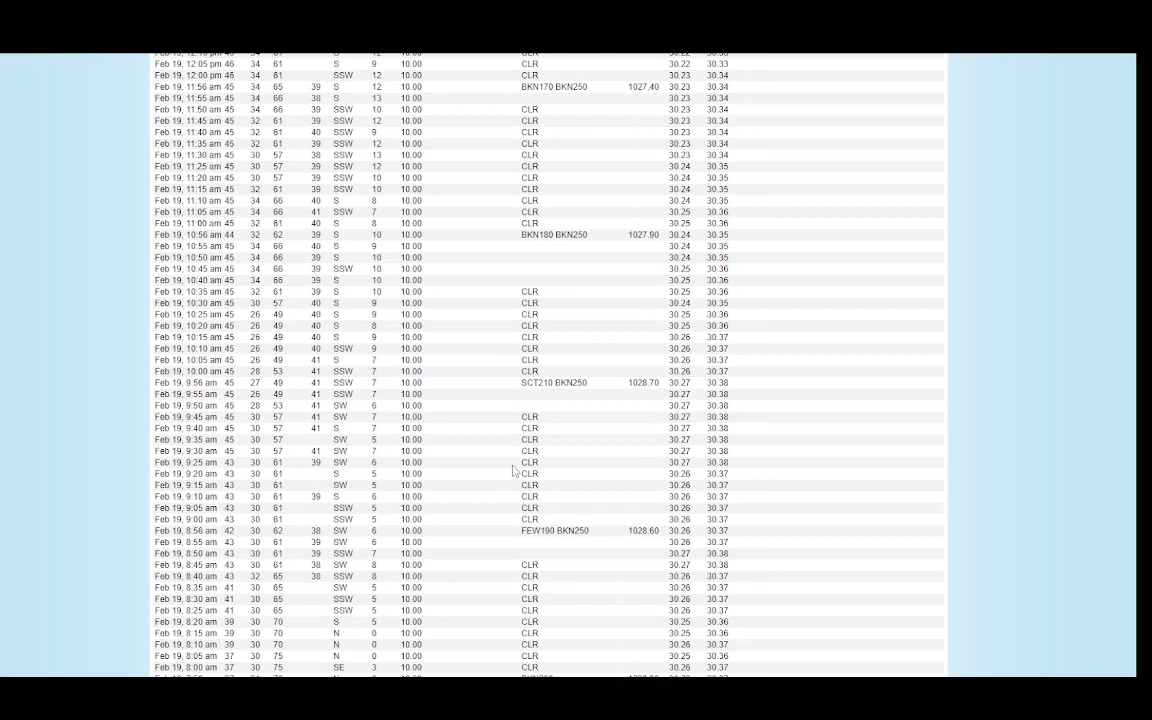 Feb 19, 12:05 pm 46 34 61 S 9 10.00 CLR 30.22 30.33
Feb 19, 12:00 pm 46 34 61 SSW 12 10.00 CLR 30.23 30.34
Feb 19, 11:56 am 45 34 65 39 S 12 10.00 BKN170 BKN250 1027.40 30.23 30.34
Feb 19, 11:55 am 45 34 66 38 S 13 10.00 30.23 30.34
Feb 19, 11:50 am 45 34 66 39 SSW 10 10.00 CLR 30.23 30.34
Feb 19, 11:45 am 45 32 61 39 SSW 12 10.00 CLR 30.23 30.34
Feb 19, 11:40 am 45 32 61 40 SSW 9 10.00 CLR 30.23 30.34
Feb 19, 11:35 am 45 32 61 39 SSW 12 10.00 CLR 30.23 30.34
Feb 19, 11:30 am 45 30 57 38 SSW 13 10.00 CLR 30.23 30.34
Feb 19, 11:25 am 45 30 57 39 SSW 12 10.00 CLR 30.24 30.35
Feb 19, 11:20 am 45 30 57 39 SSW 10 10.00 CLR 30.24 30.35
Feb 19, 11:15 am 45 32 61 39 SSW 10 10.00 CLR 30.24 30.35
Feb 19, 11:10 am 45 34 66 40 S 8 10.00 CLR 30.24 30.35
Feb 19, 11:05 am 45 34 66 41 SSW 7 10.00 CLR 30.25 30.36
Feb 19, 11:00 am 45 32 61 40 S 8 10.00 CLR 30.25 30.36
Feb 19, 10:56 am 44 32 62 39 S 10 10.00 BKN180 BKN250 1027.90 30.24 30.35
Feb 19, 10:55 am 45 34 66 40 S 9 10.00 30.24 30.35
Feb 19, 10:50 am 45 34 66 39 S 10 10.00 30.24 30.35
Feb 19, 10:45 am 45 34 66 39 SSW 10 10.00 30.25 30.36
Feb 19, 10:40 am 45 34 66 39 S 10 10.00 30.25 30.36
Feb 19, 10:35 am 45 32 61 39 S 10 10.00 CLR 30.25 30.36
Feb 19, 10:30 am 45 30 57 40 S 9 10.00 CLR 30.24 30.35
Feb 19, 10:25 am 45 26 49 40 S 9 10.00 CLR 30.25 30.36
Feb 19, 10:20 am 45 26 49 40 S 8 10.00 CLR 30.25 30.36
Feb 19, 10:15 am 45 26 49 40 S 9 10.00 CLR 30.26 30.37
Feb 19, 10:10 am 45 26 49 40 SSW 9 10.00 CLR 30.26 30.37
Feb 19, 10:05 am 45 26 49 41 S 7 10.00 CLR 30.26 30.37
Feb 19, 10:00 am 45 28 53 41 SSW 7 10.00 CLR 30.26 30.37
Feb 19, 9:56 am 45 27 49 41 SSW 7 10.00 SCT210 BKN250 1028.70 30.27 30.38
Feb 19, 9:55 am 45 26 49 41 SSW 7 10.00 30.27 30.38
Feb 19, 9:50 am 45 28 53 41 SW 6 10.00 30.27 30.38
Feb 19, 9:45 am 45 30 57 41 SW 7 10.00 CLR 30.27 30.38
Feb 19, 9:40 am 45 30 57 41 S 7 10.00 CLR 30.27 30.38
Feb 19, 9:35 am 45 30 57 SW 5 10.00 CLR 30.27 30.38
Feb 19, 9:30 am 45 30 57 41 SW 7 10.00 CLR 30.27 30.38
Feb 19, 9:25 am 43 30 61 39 SW 6 10.00 CLR 30.27 30.38
Feb 19, 9:20 am 43 30 61 S 5 10.00 CLR 30.26 30.37
Feb 19, 9:15 am 43 30 61 SW 5 10.00 CLR 30.26 30.37
Feb 19, 9:10 am 43 30 61 39 S 6 10.00 CLR 30.26 30.37
Feb 19, 9:05 am 43 30 61 SSW 5 10.00 CLR 30.26 30.37
Feb 19, 9:00 am 43 30 61 SSW 5 10.00 CLR 30.26 30.37
Feb 19, 8:56 am 42 30 62 38 SW 6 10.00 FEW190 BKN250 1028.60 30.26 30.37
Feb 19, 8:55 am 43 30 61 39 SW 6 10.00 30.26 30.37
Feb 19, 8:50 am 43 30 61 39 SSW 7 10.00 30.27 30.38
Feb 19, 8:45 am 43 30 61 38 SW 8 10.00 CLR 30.27 30.38
Feb 19, 8:40 am 43 32 65 38 SSW 8 10.00 CLR 30.26 30.37
Feb 19, 8:35 am 41 30 65 SW 5 10.00 CLR 30.26 30.37
Feb 19, 8:30 am 41 30 65 SSW 5 10.00 CLR 30.26 30.37
Feb 19, 8:25 am 41 30 65 SSW 5 10.00 CLR 30.26 30.37
Feb 19, 8:20 am 39 30 70 S 5 10.00 CLR 30.25 30.36
Feb 19, 8:15 am 39 30 70 N 0 10.00 CLR 30.25 30.36
Feb 19, 8:10 am 39 30 70 N 0 10.00 CLR 30.26 30.37
Feb 19, 8:05 am 37 30 75 N 0 10.00 CLR 30.25 30.36
Feb 19, 8:00 am 37 30 75 SE 3 10.00 CLR 30.26 30.37